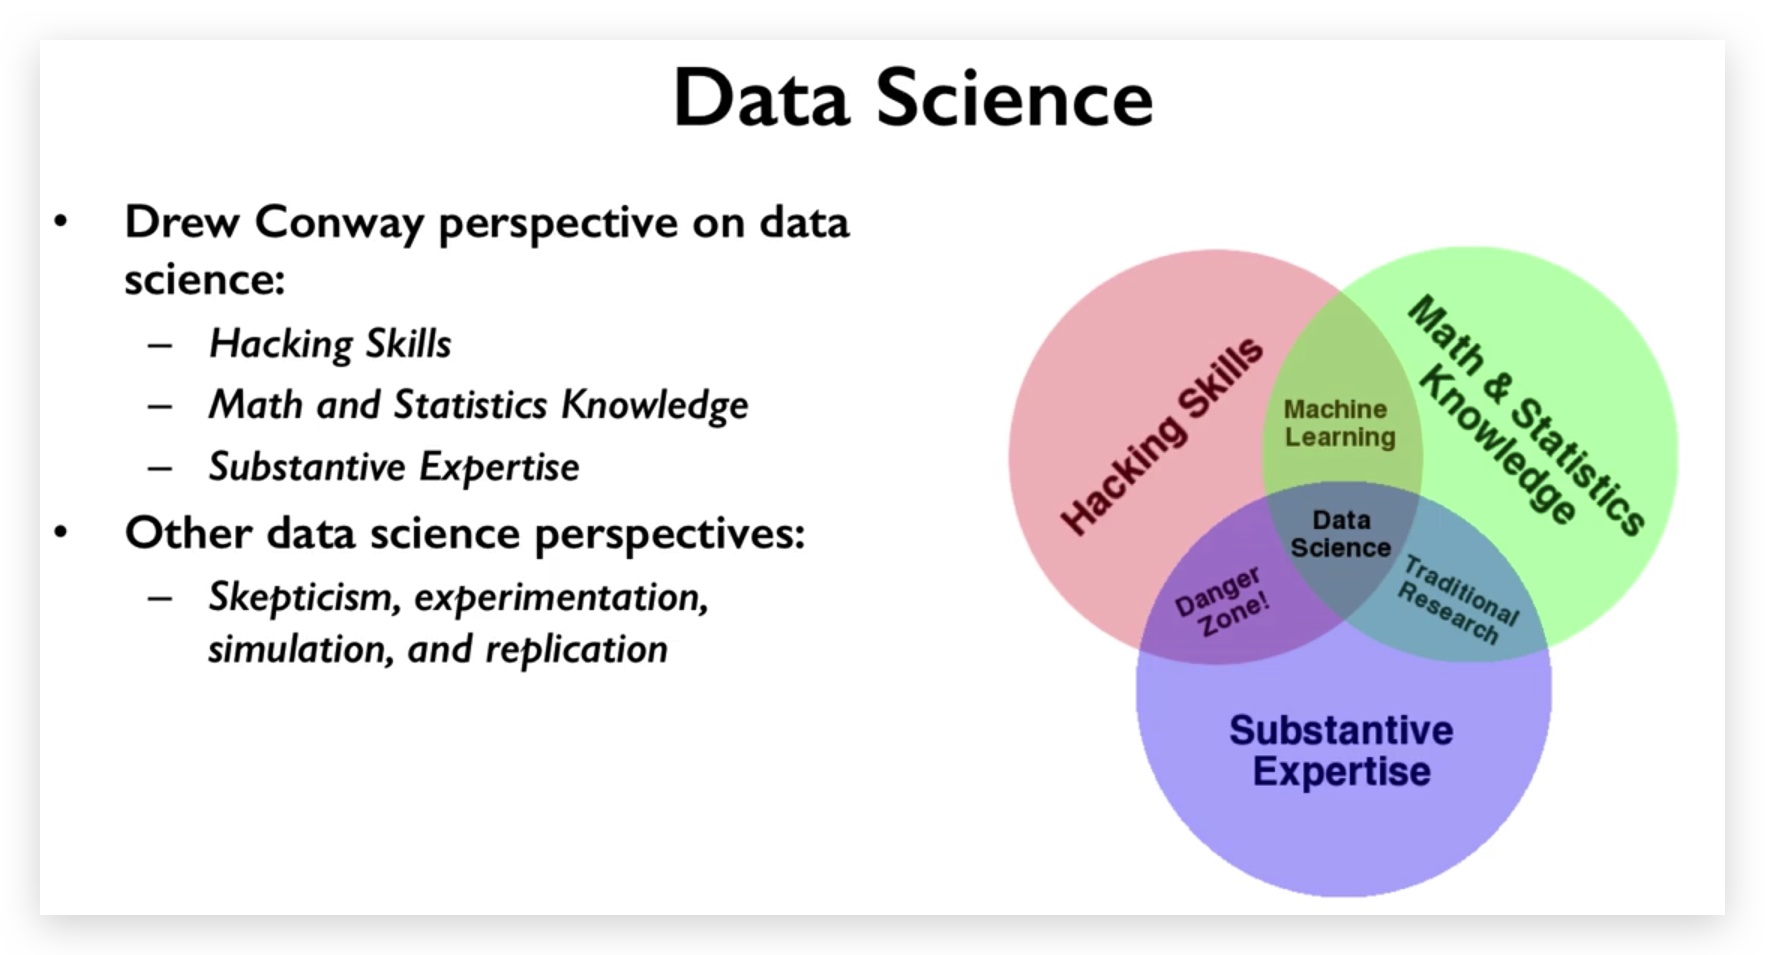 Data Science
• Drew Conway perspective on data
science:
– Hacking Skills
– Math and Statistics Knowledge
– Substantive Expertise
• Other data science perspectives:
– Skepticism, experimentation,
simulation, and replication
Hacking Skills
Math & Statistics
Knowledge
Machine
Learning
Data
Science
Danger
Zone!
Traditional
Research
Substantive
Expertise